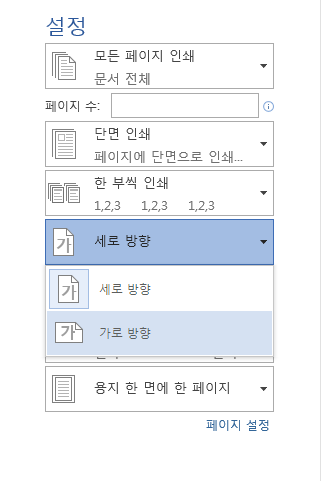 설정
모든 페이지 인쇄
문서 전체
페이지 수:
단면 인쇄
페이지에 단면으로 인쇄...
한 부씩 인쇄
1,2,3 1,2,3 1,2,3
가 세로 방향
가 세로 방향
가 가로 방향
용지 한 면에 한 페이지
페이지 설정